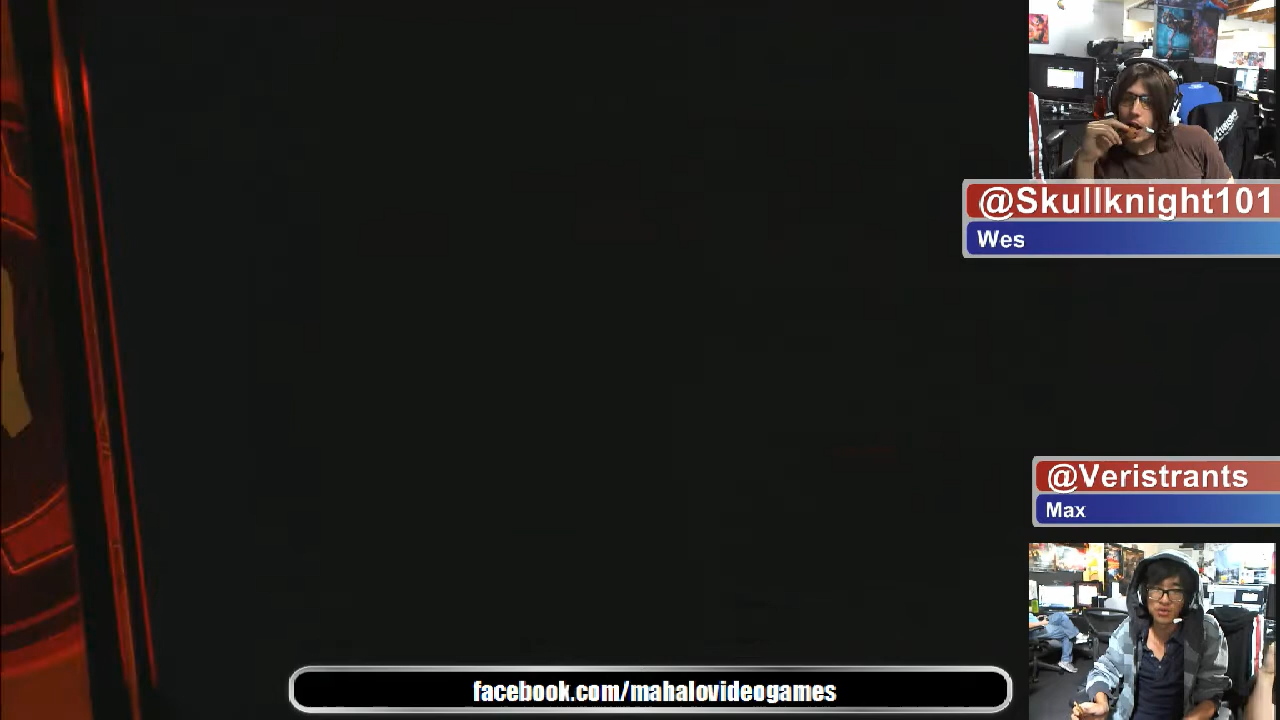 @Skullknight101
Wes
@Veristrants
Max
facebook.com/mahalovideogames